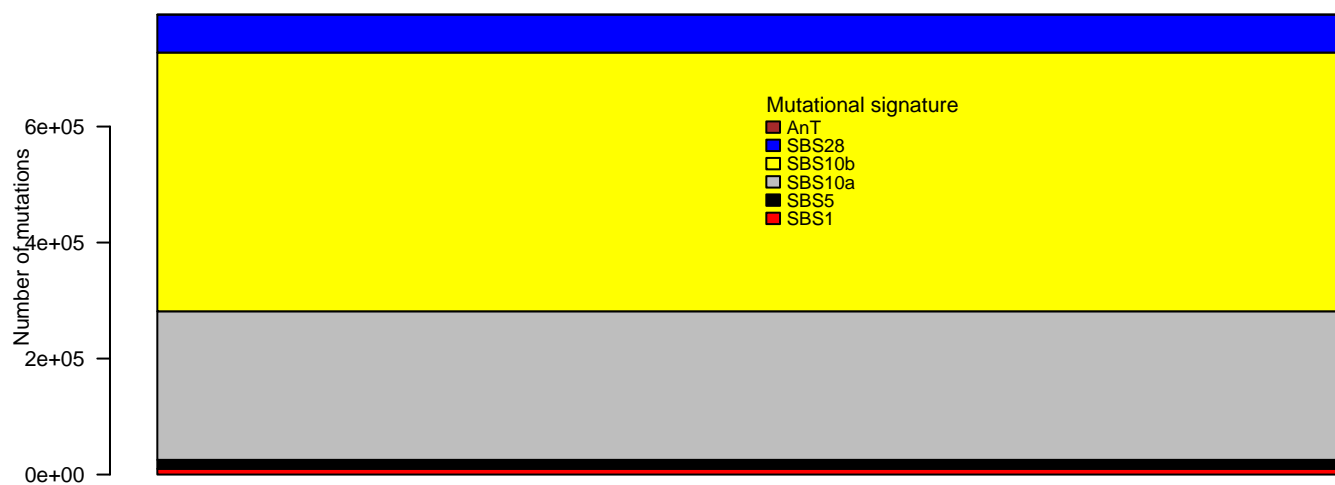 Number of mutations
6e+05
4e+05
2e+05
0e+00
Mutational signature
AnT
SBS28
SBS10b
SBS10a
SBS5
SBS1